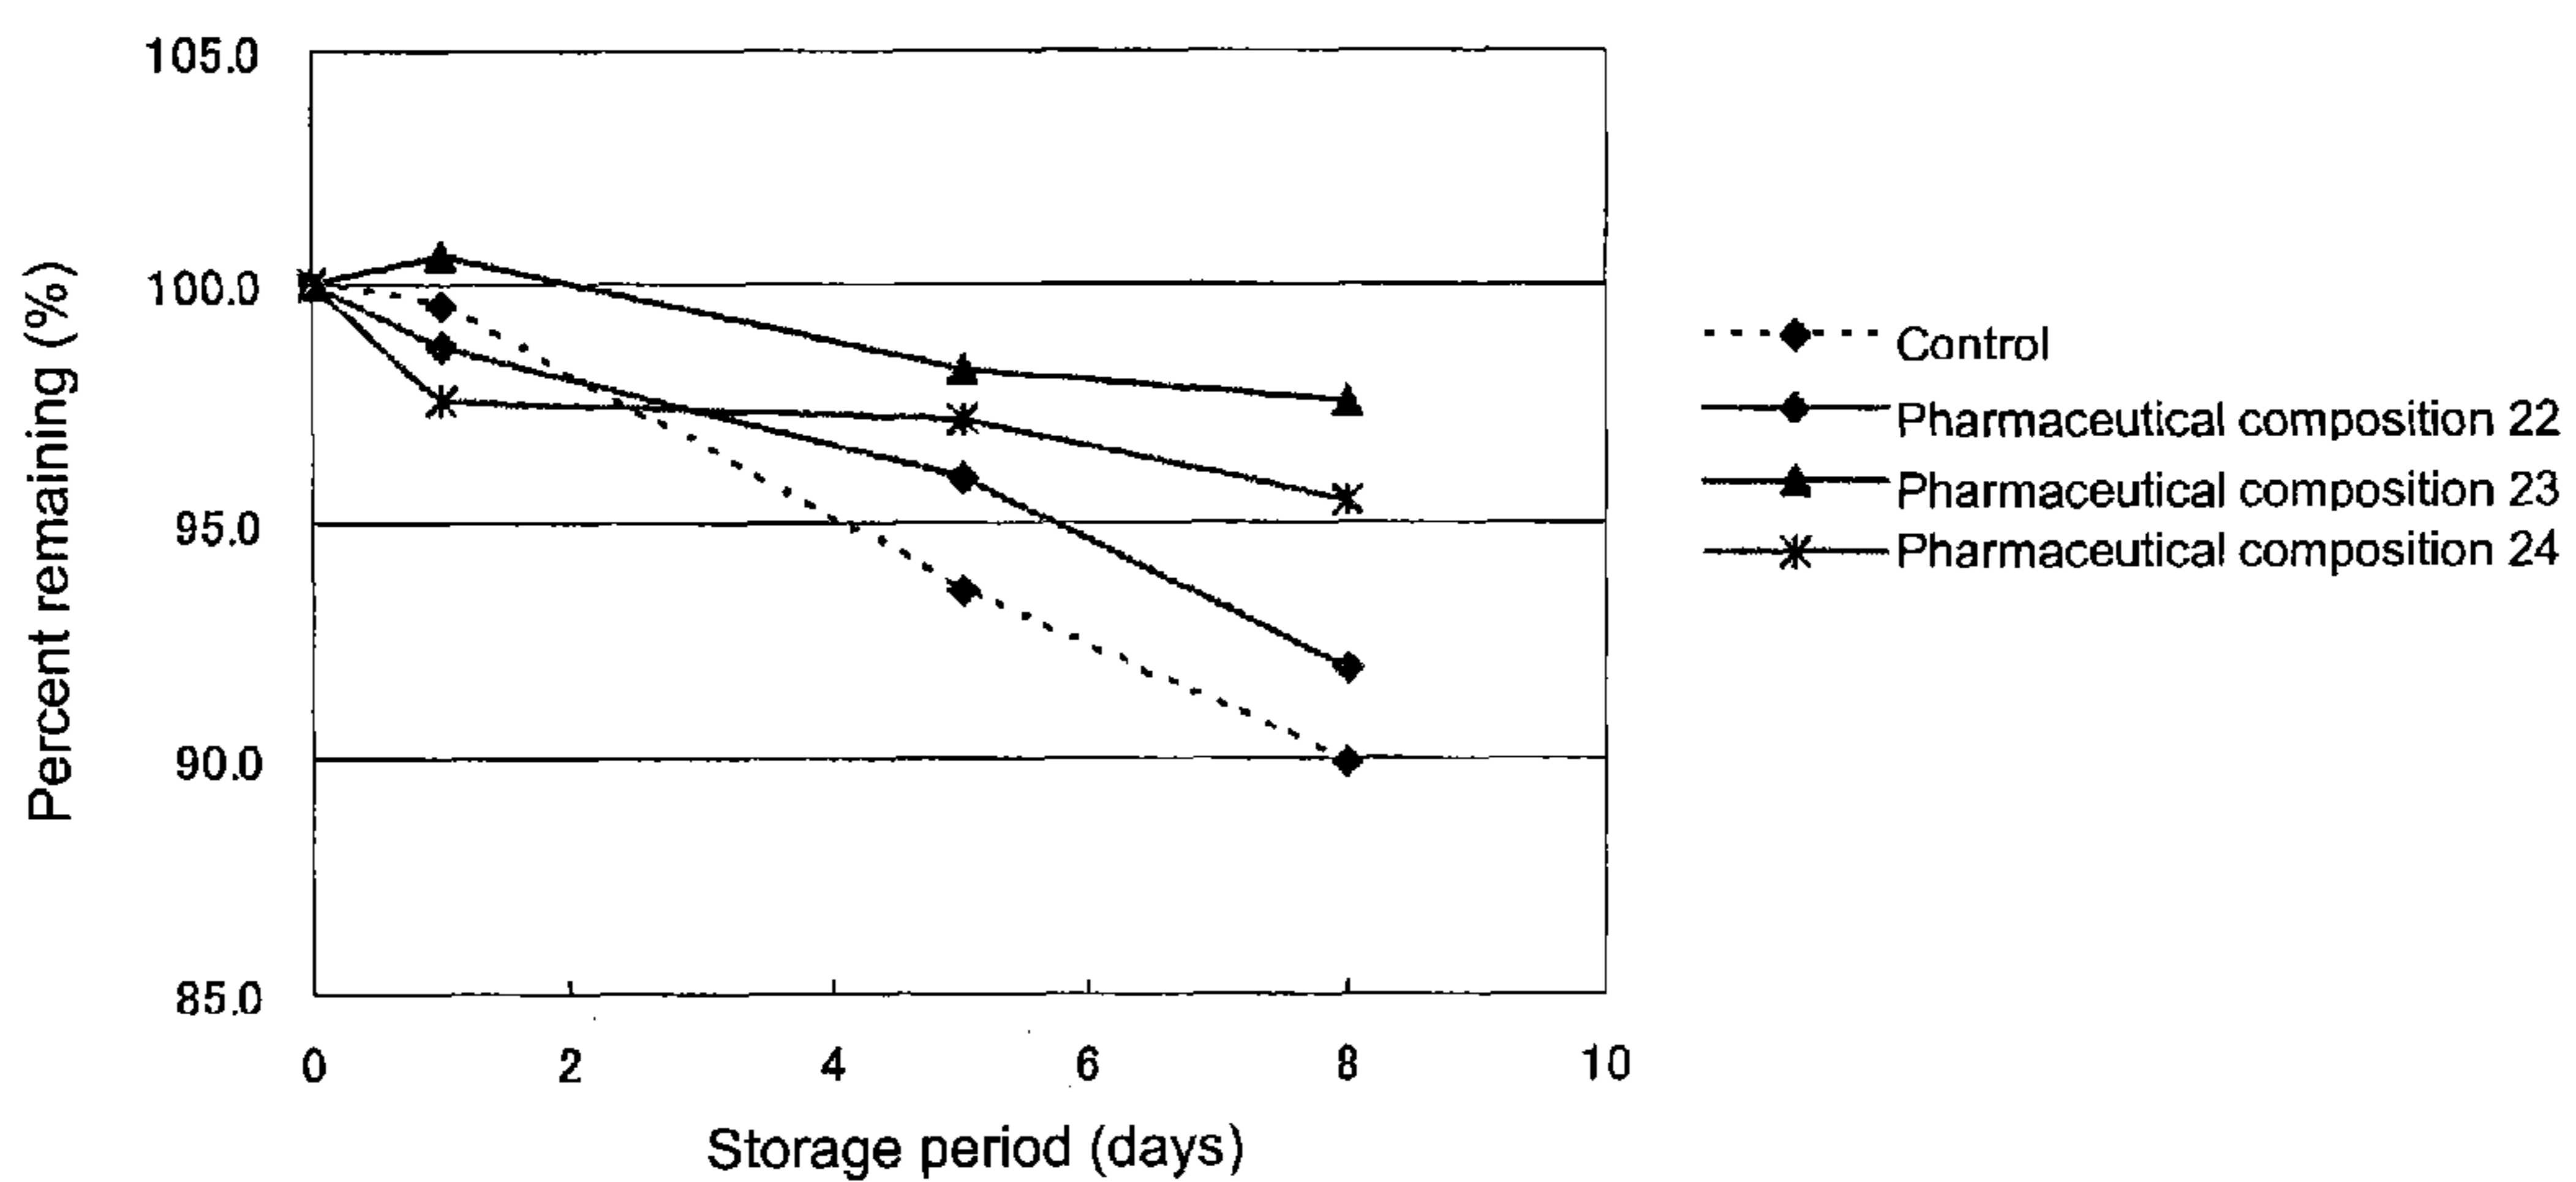 105.0
100.0
95.0
90.0
85.0
Percent remaining (%)
0 2 4 6 8 10
Storage period (days)
Control
Pharmaceutical composition 22
Pharmaceutical composition 23
Pharmaceutical composition 24